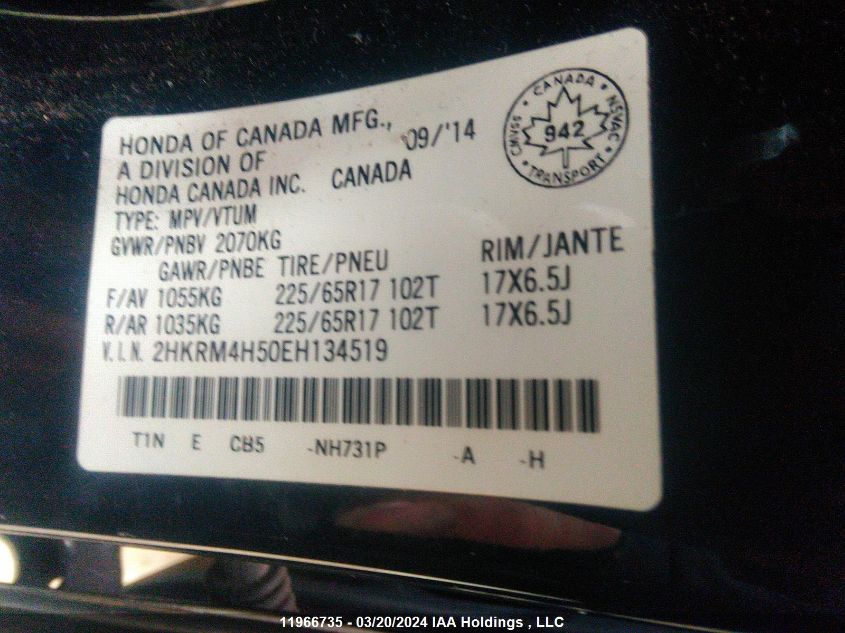 HONDA OF CANADA MFG., 09/'14
A DIVISION OF
HONDA CANADA INC. CANADA
TYPE: MPV/VTUM
GVWR/PNBV 2070KG
GAWR/PNBE TIRE/PNEU RIM/JANTE
F/AV 1055KG 225/65R17 102T 17X6.5J
R/AR 1035KG 225/65R17 102T 17X6.5J
V.I.N. 2HKRM4H50EH134519
T1N E CB5 -NH731P -A -H
CANADA
CMVSS 942 NSVAC
TRANSPORT
11966735 - 03/20/2024 IAA Holdings , LLC